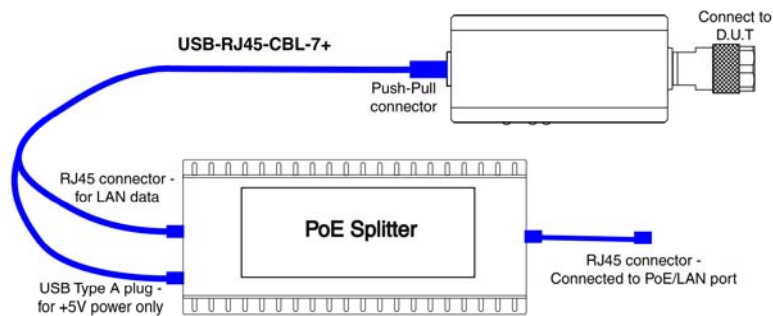 Connect to
D.U.T
USB-RJ45-CBL-7+
Push-Pull
connector
RJ45 connector -
for LAN data
PoE Splitter
RJ45 connector -
Connected to PoE/LAN port
USB Type A plug -
for +5V power only